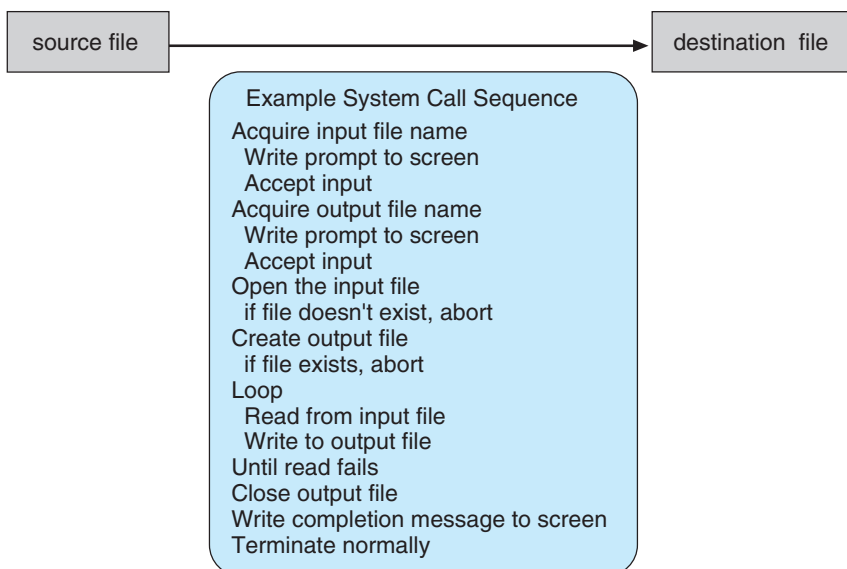 source file
destination file
Example System Call Sequence
Acquire input file name
Write prompt to screen
Accept input
Acquire output file name
Write prompt to screen
Accept input
Open the input file
if file doesn't exist, abort
Create output file
if file exists, abort
Loop
Read from input file
Write to output file
Until read fails
Close output file
Write completion message to screen
Terminate normally